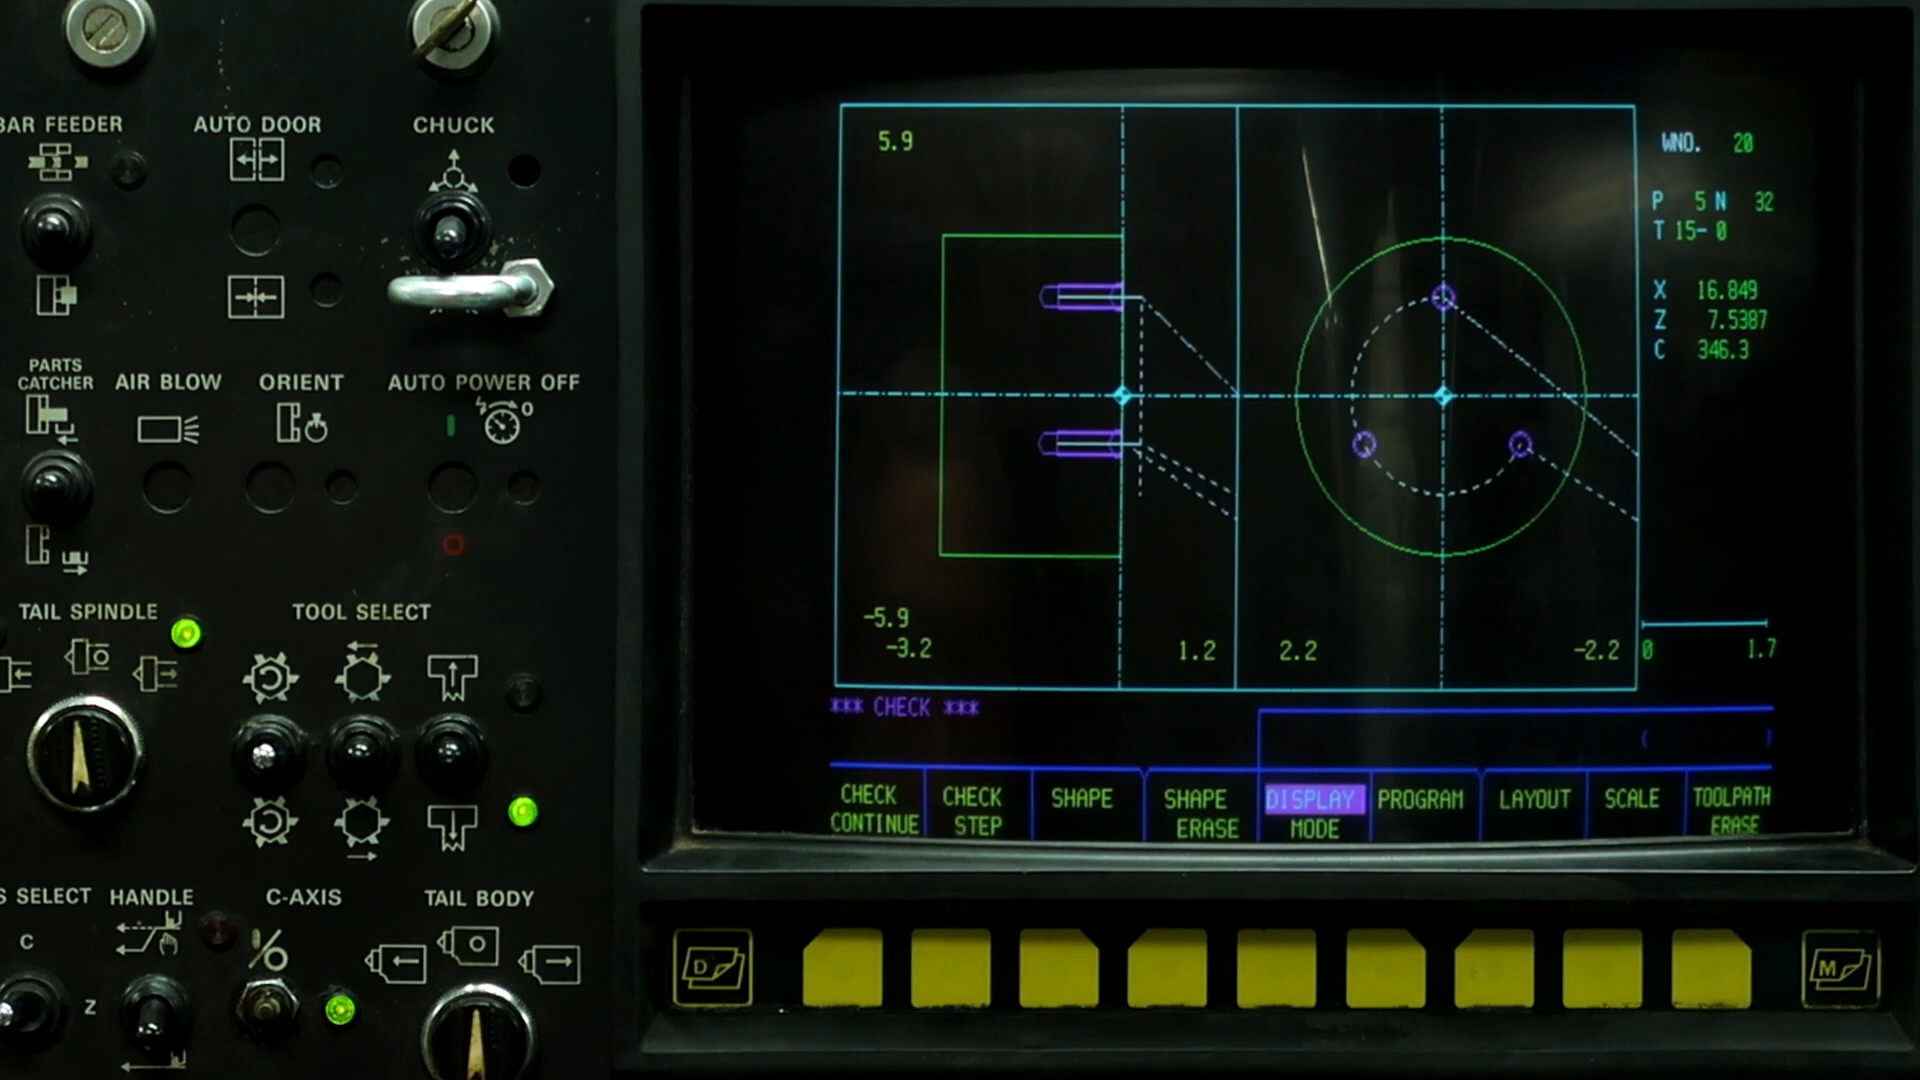 BAR FEEDER
AUTO DOOR
CHUCK
PARTS
CATCHER
AIR BLOW
ORIENT
AUTO POWER OFF
O
TAIL SPINDLE
TOOL SELECT
S SELECT
HANDLE
C-AXIS
TAIL BODY
C
Z
5.9
-5.9
-3.2
1.2
2.2
-2.2
WNO. 20
P 5 N 32
T 15- 0
X 16.849
Z 7.5387
C 346.3
0 1.7
*** CHECK ***
( )
CHECK
CONTINUE
CHECK
STEP
SHAPE
SHAPE
ERASE
DISPLAY
MODE
PROGRAM
LAYOUT
SCALE
TOOLPATH
ERASE
D
M